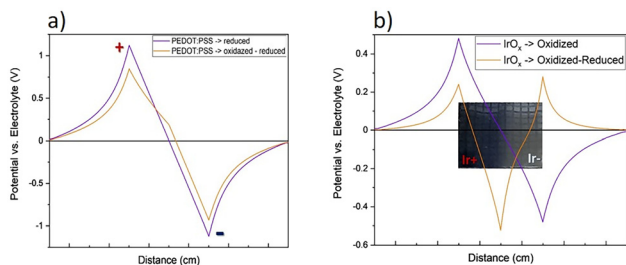 a)
PEDOT:PSS -> reduced
PEDOT:PSS -> oxidazed - reduced
+
-
1
0.5
0
-0.5
-1
Potential vs. Electrolyte (V)
Distance (cm)
b)
IrOx -> Oxidized
IrOx -> Oxidized-Reduced
Ir+
Ir-
0.4
0.2
0.0
-0.2
-0.4
-0.6
Potential vs. Electrolyte (V)
Distance (cm)